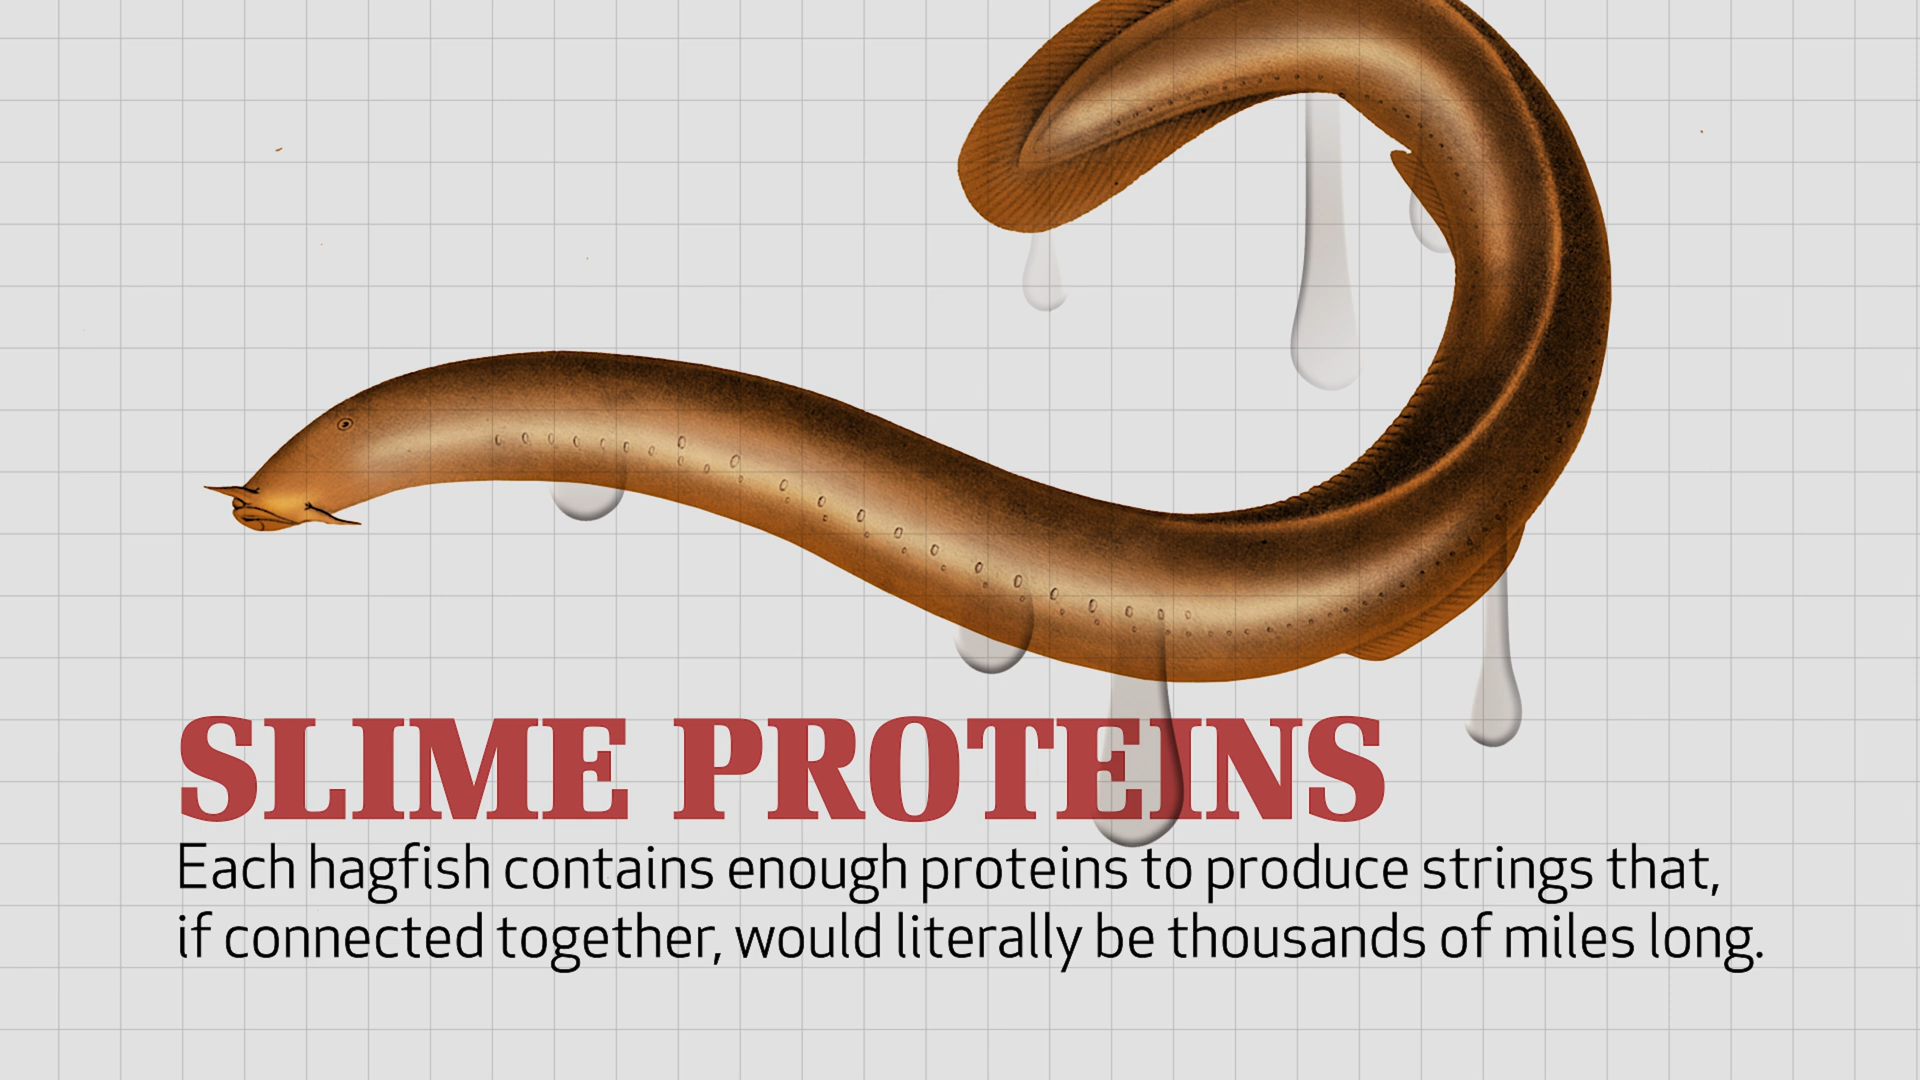 SLIME PROTEINS
Each hagfish contains enough proteins to produce strings that,
if connected together, would literally be thousands of miles long.